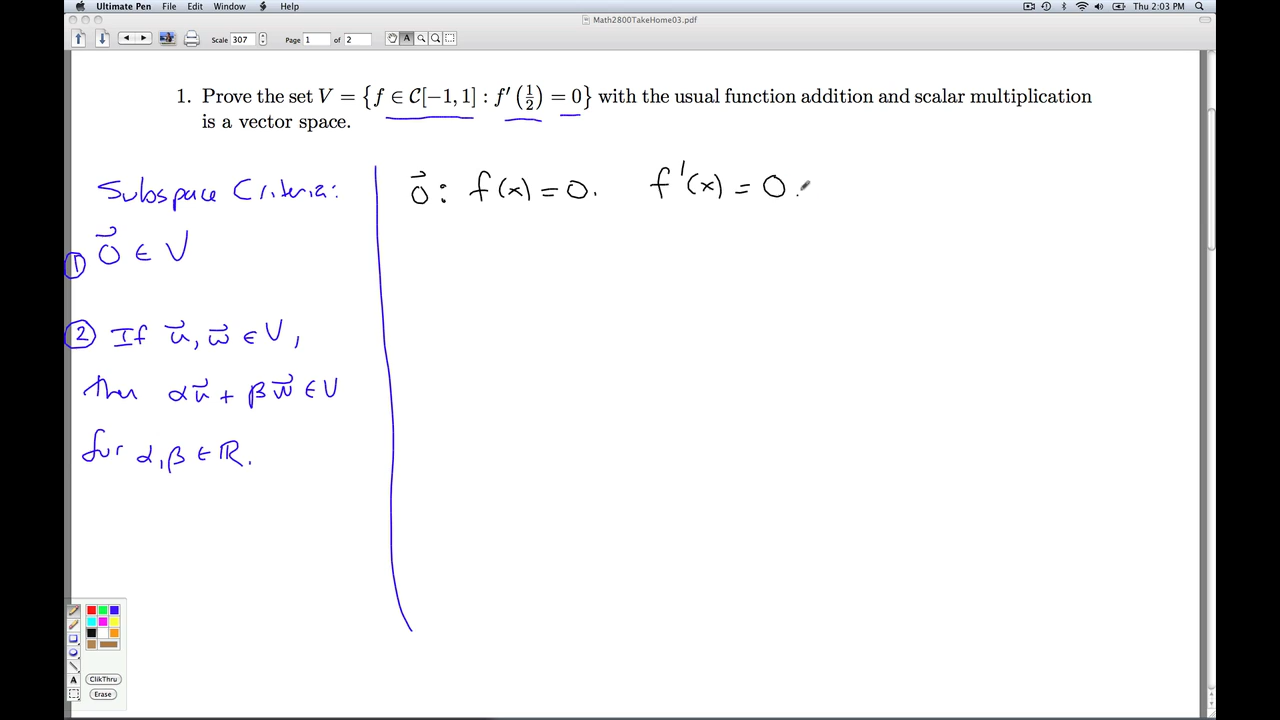 Ultimate Pen File Edit Window Help Thu 2:03 PM
Math2800TakeHome03.pdf
Scale 307 Page 1 of 2 A
1. Prove the set V = {f ∈ C[−1, 1] : f′(1/2) = 0} with the usual function addition and scalar multiplication
is a vector space.
Subspace Criteria:
① 0⃗ ∈ V
② If u⃗, w⃗ ∈ V,
then αu⃗ + βw⃗ ∈ V
for α, β ∈ ℝ.
0⃗ : f(x) = 0. f′(x) = 0.
A
ClikThru
Erase